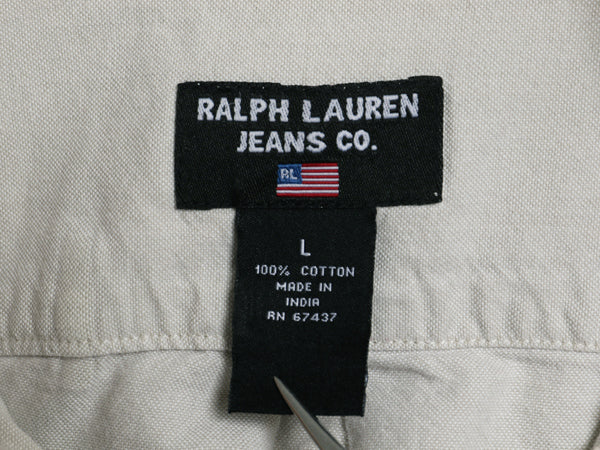 RALPH LAUREN
JEANS CO.
RL
L
100% COTTON
MADE IN
INDIA
RN 67437